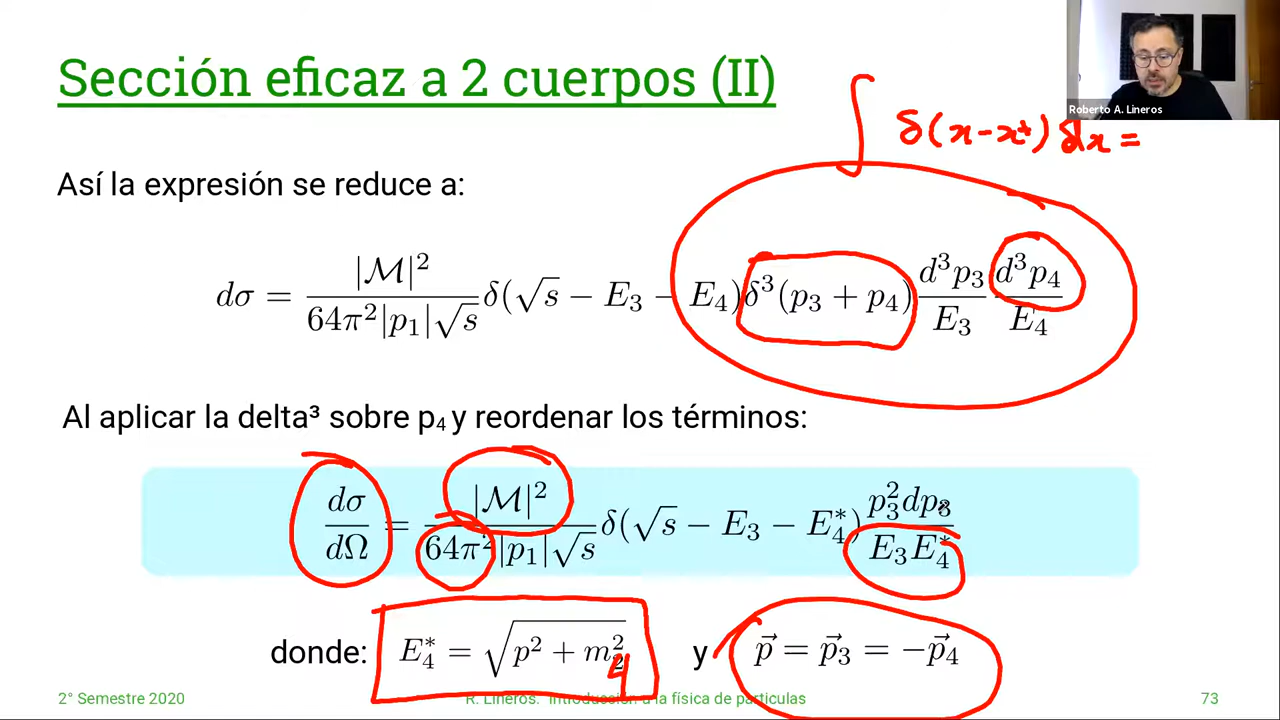 Sección eficaz a 2 cuerpos (II)
Roberto A. Lineros
∫ δ(x-x*) dx =
Así la expresión se reduce a:
dσ = |ℳ|² / 64π²|p₁|√s δ(√s − E₃ − E₄)δ³(p₃ + p₄) d³p₃/E₃ d³p₄/E₄
Al aplicar la delta³ sobre p₄ y reordenar los términos:
dσ/dΩ = |ℳ|² / 64π²|p₁|√s δ(√s − E₃ − E₄*) p₃²dp₃ / E₃E₄*
donde: E₄* = √(p² + m₂²) 4 y p⃗ = p⃗₃ = −p⃗₄
2° Semestre 2020 R. Lineros. Introducción a la física de partículas 73